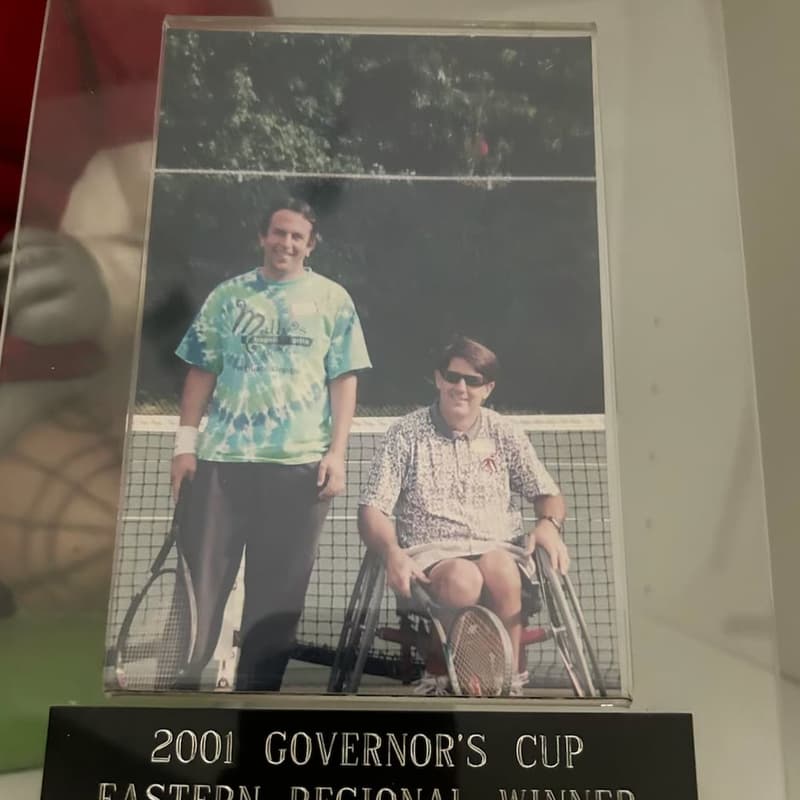 2001 GOVERNOR'S CUP
EASTERN REGIONAL WINNER